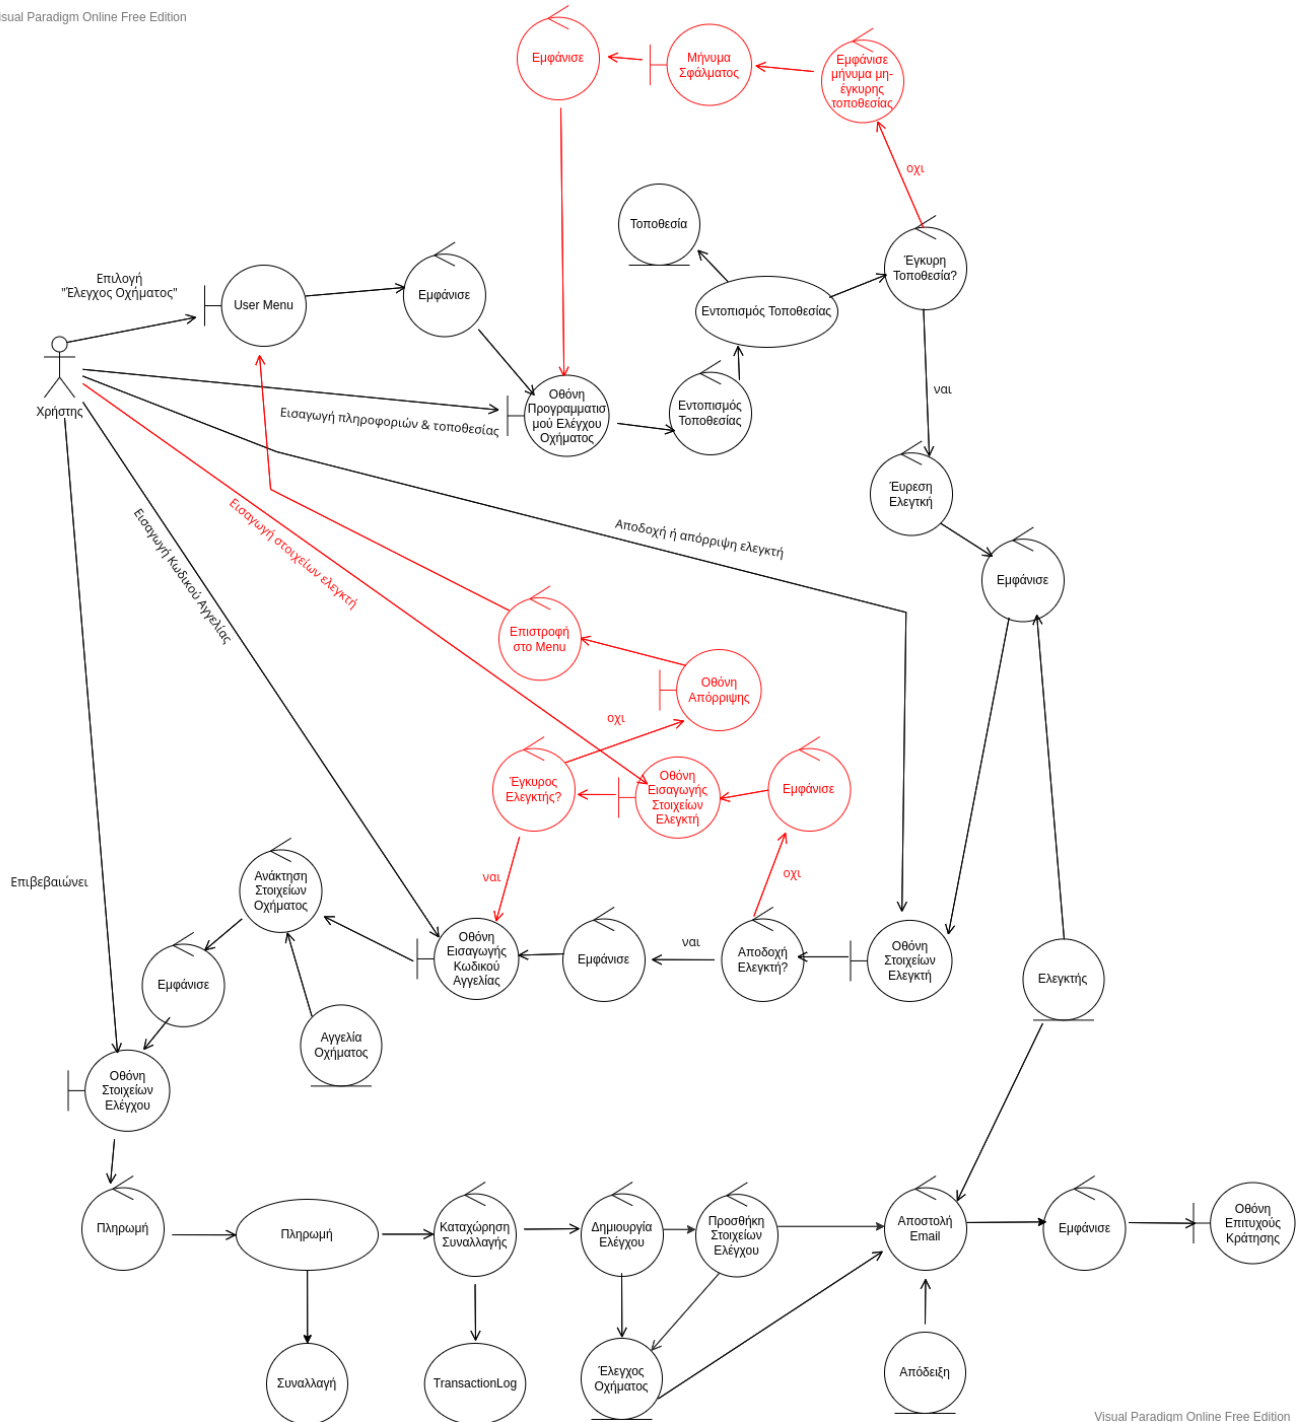 Visual Paradigm Online Free Edition
Εμφάνισε
Μήνυμα
Σφάλματος
Εμφάνισε
μήνυμα μη-
έγκυρης
τοποθεσίας
οχι
Τοποθεσία
Έγκυρη
Τοποθεσία?
Επιλογή
"Έλεγχος Οχήματος"
User Menu
Εμφάνισε
Εντοπισμός Τοποθεσίας
Χρήστης
Εισαγωγή πληροφοριών & τοποθεσίας
Οθόνη
Προγραμματισ
μού Ελέγχου
Οχήματος
Εντοπισμός
Τοποθεσίας
ναι
Έυρεση
Ελεγτκή
Εισαγωγή Κωδικού Αγγελίας
Εισαγωγή στοιχείων ελεγκτή
Αποδοχή ή απόρριψη ελεγκτή
Εμφάνισε
Επιστροφή
στο Menu
Οθόνη
Απόρριψης
οχι
Έγκυρος
Ελεγκτής?
Οθόνη
Εισαγωγής
Στοιχείων
Ελεγκτή
Εμφάνισε
ναι
οχι
Επιβεβαιώνει
Ανάκτηση
Στοιχείων
Οχήματος
Οθόνη
Εισαγωγής
Κωδικού
Αγγελίας
Εμφάνισε
ναι
Αποδοχή
Ελεγκτή?
Οθόνη
Στοιχείων
Ελεγκτή
Ελεγκτής
Εμφάνισε
Αγγελία
Οχήματος
Οθόνη
Στοιχείων
Ελέγχου
Πληρωμή
Πληρωμή
Καταχώρηση
Συναλλαγής
Δημιουργία
Ελέγχου
Προσθήκη
Στοιχείων
Ελέγχου
Αποστολή
Email
Εμφάνισε
Οθόνη
Επιτυχούς
Κράτησης
Συναλλαγή
TransactionLog
Έλεγχος
Οχήματος
Απόδειξη
Visual Paradigm Online Free Edition